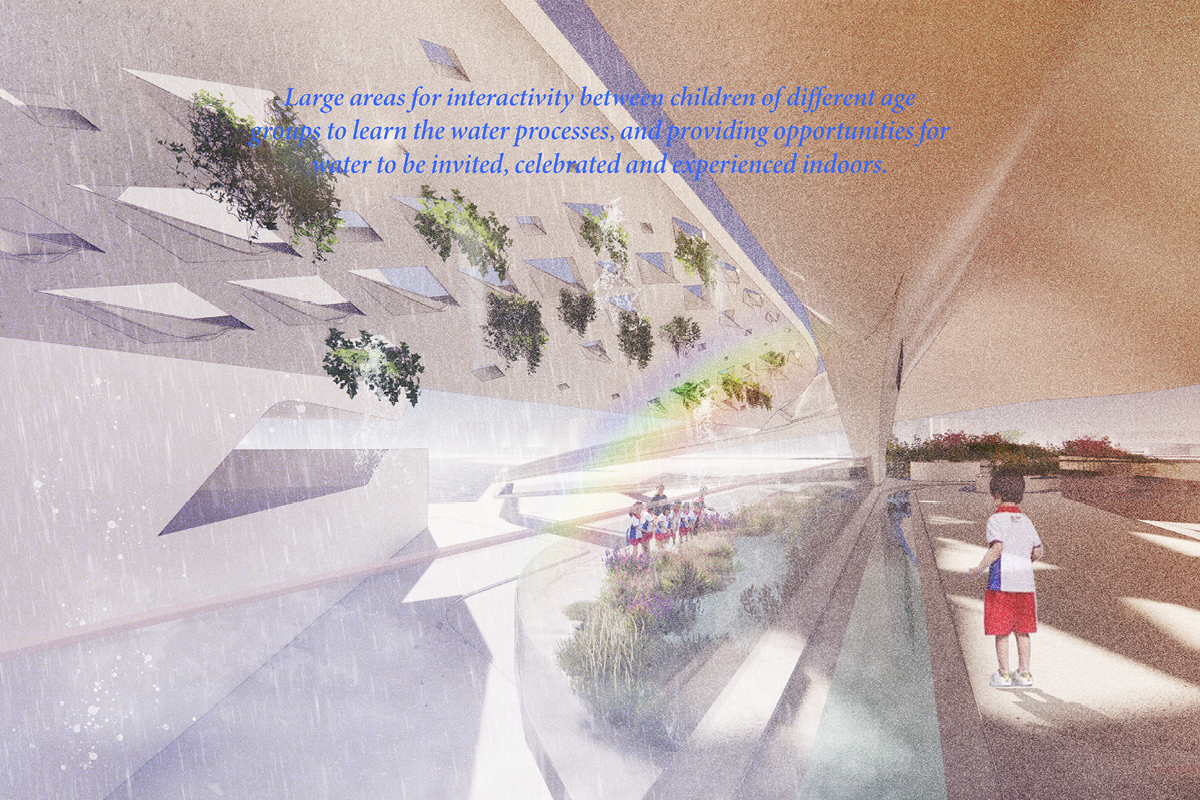 Large areas for interactivity between children of different age
groups to learn the water processes, and providing opportunities for
water to be invited, celebrated and experienced indoors.